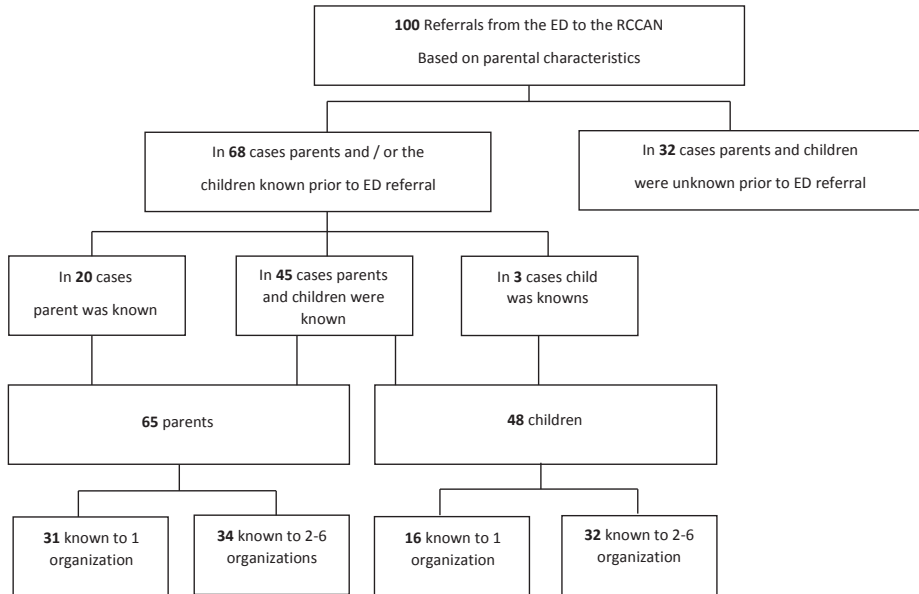 100 Referrals from the ED to the RCCAN
Based on parental characteristics
In 68 cases parents and / or the
children known prior to ED referral
In 32 cases parents and children
were unknown prior to ED referral
In 20 cases
parent was known
In 45 cases parents
and children were
known
In 3 cases child
was knowns
65 parents
48 children
31 known to 1
organization
34 known to 2-6
organizations
16 known to 1
organization
32 known to 2-6
organization